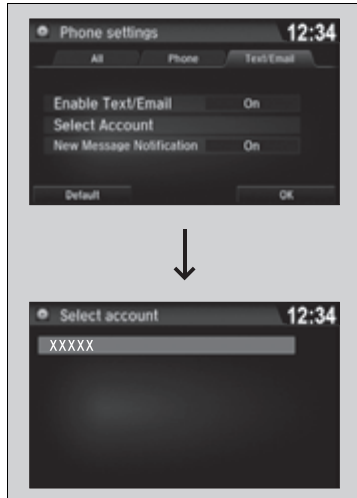 Phone settings 12:34
All Phone Text/Email
Enable Text/Email On
Select Account
New Message Notification On
Default OK
Select account 12:34
XXXXX